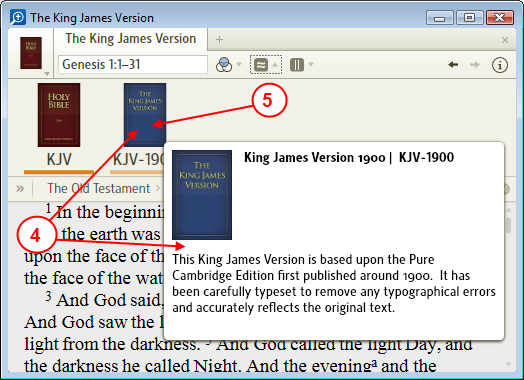 The King James Version
The King James Version
Genesis 1:1–31
HOLY
BIBLE
HOLY
BIBLE
THE
KING JAMES
VERSION
5
KJV
KJV-190
THE
KING JAMES
VERSION
King James Version 1900 | KJV-1900
This King James Version is based upon the Pure
Cambridge Edition first published around 1900. It has
been carefully typeset to remove any typographical errors
and accurately reflects the original text.
» The Old Testament ›
4
1 In the beginnin
the earth was
upon the face of th
the face of the wat
3 And God said,
And God saw the l
light from the darkness. 5 And God called the light Day, and
the darkness he called Night. And the evening a and the